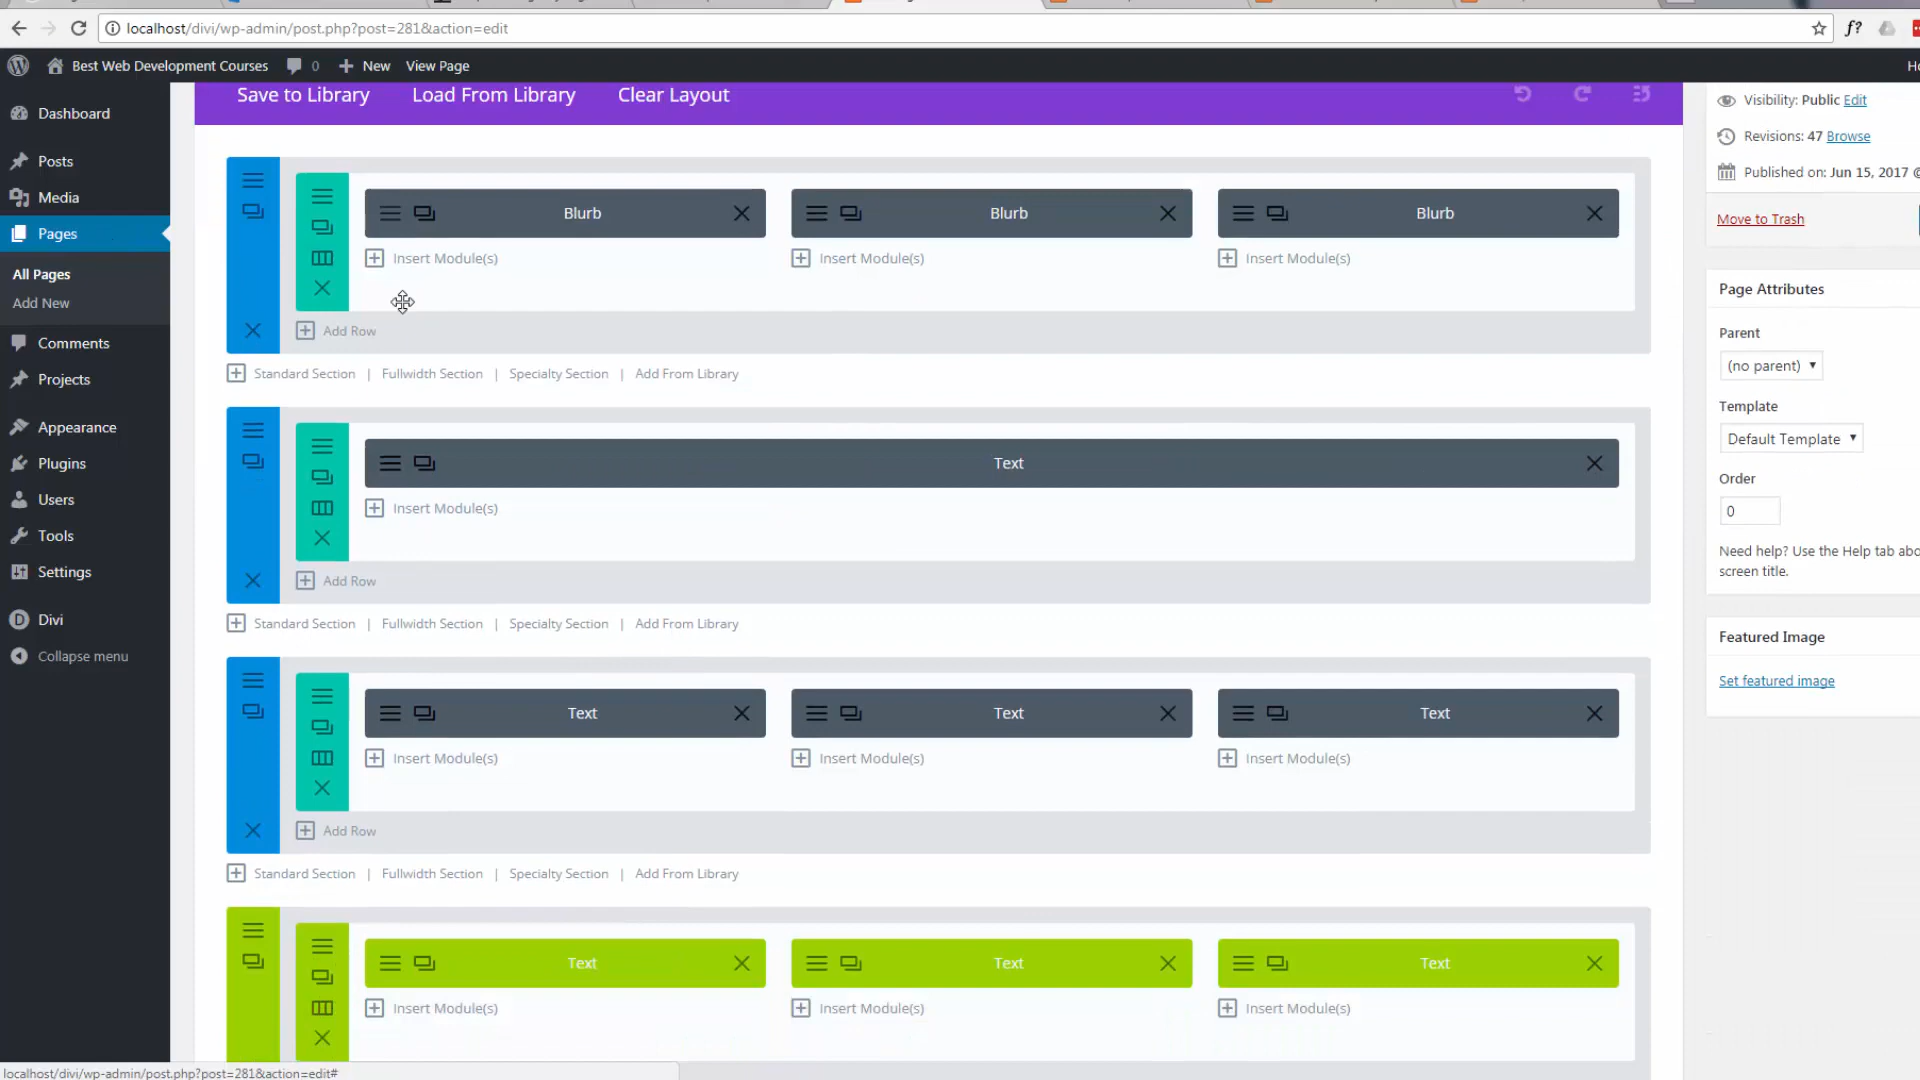 localhost/divi/wp-admin/post.php?post=281&action=edit
f?
Best Web Development Courses 0 New View Page
Save to Library Load From Library Clear Layout
Dashboard
Posts
Media
Pages
All Pages
Add New
Comments
Projects
Appearance
Plugins
Users
Tools
Settings
Divi
Collapse menu
Blurb Blurb Blurb
Insert Module(s) Insert Module(s) Insert Module(s)
Add Row
Standard Section | Fullwidth Section | Specialty Section | Add From Library
Text
Insert Module(s)
Add Row
Standard Section | Fullwidth Section | Specialty Section | Add From Library
Text Text Text
Insert Module(s) Insert Module(s) Insert Module(s)
Add Row
Standard Section | Fullwidth Section | Specialty Section | Add From Library
Text Text Text
Insert Module(s) Insert Module(s) Insert Module(s)
Visibility: Public Edit
Revisions: 47 Browse
Published on: Jun 15, 2017 @
Move to Trash
Page Attributes
Parent
(no parent)
Template
Default Template
Order
0
Need help? Use the Help tab abo
screen title.
Featured Image
Set featured image
localhost/divi/wp-admin/post.php?post=281&action=edit#